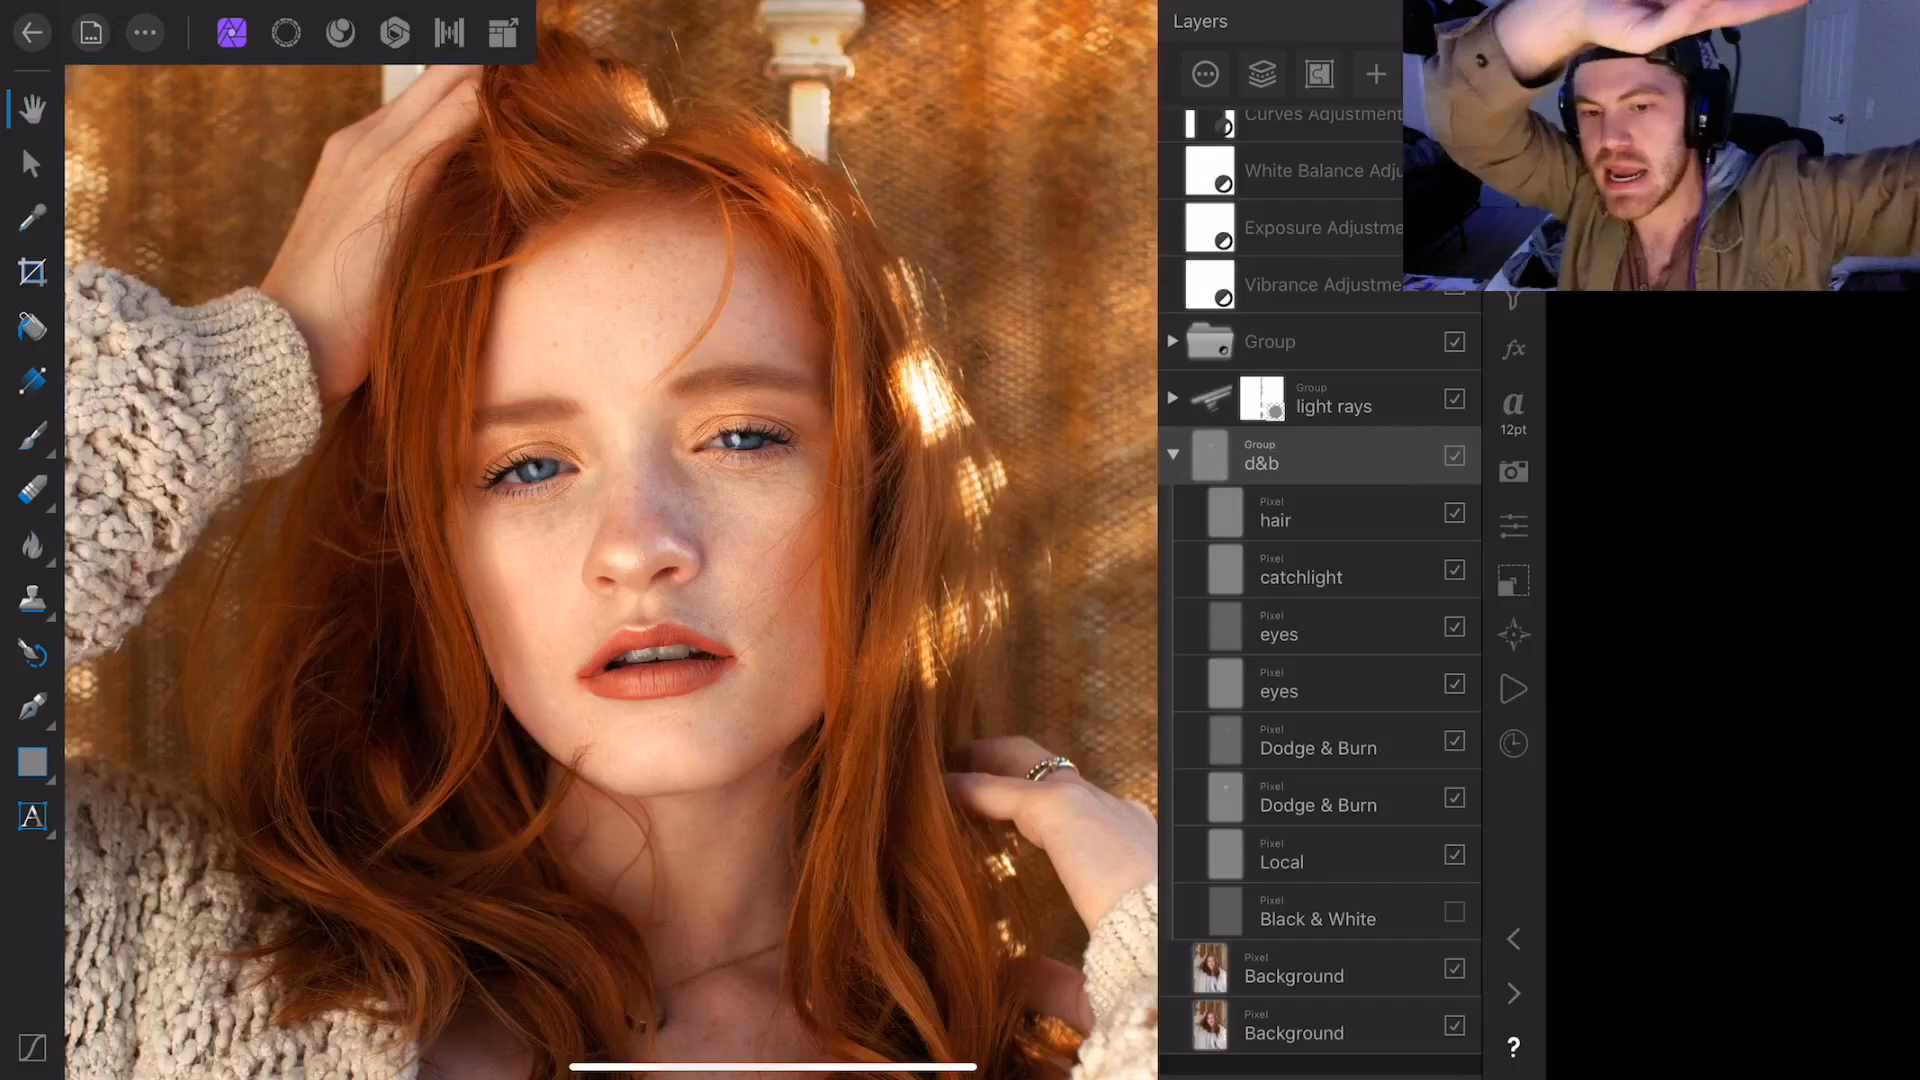 Layers
Curves Adjustment
White Balance Adju
Exposure Adjustme
Vibrance Adjustme
Group
Group
light rays
Group
d&b
Pixel
hair
Pixel
catchlight
Pixel
eyes
Pixel
eyes
Pixel
Dodge & Burn
Pixel
Dodge & Burn
Pixel
Local
Pixel
Black & White
Pixel
Background
Pixel
Background
fx
a
12pt
A
?